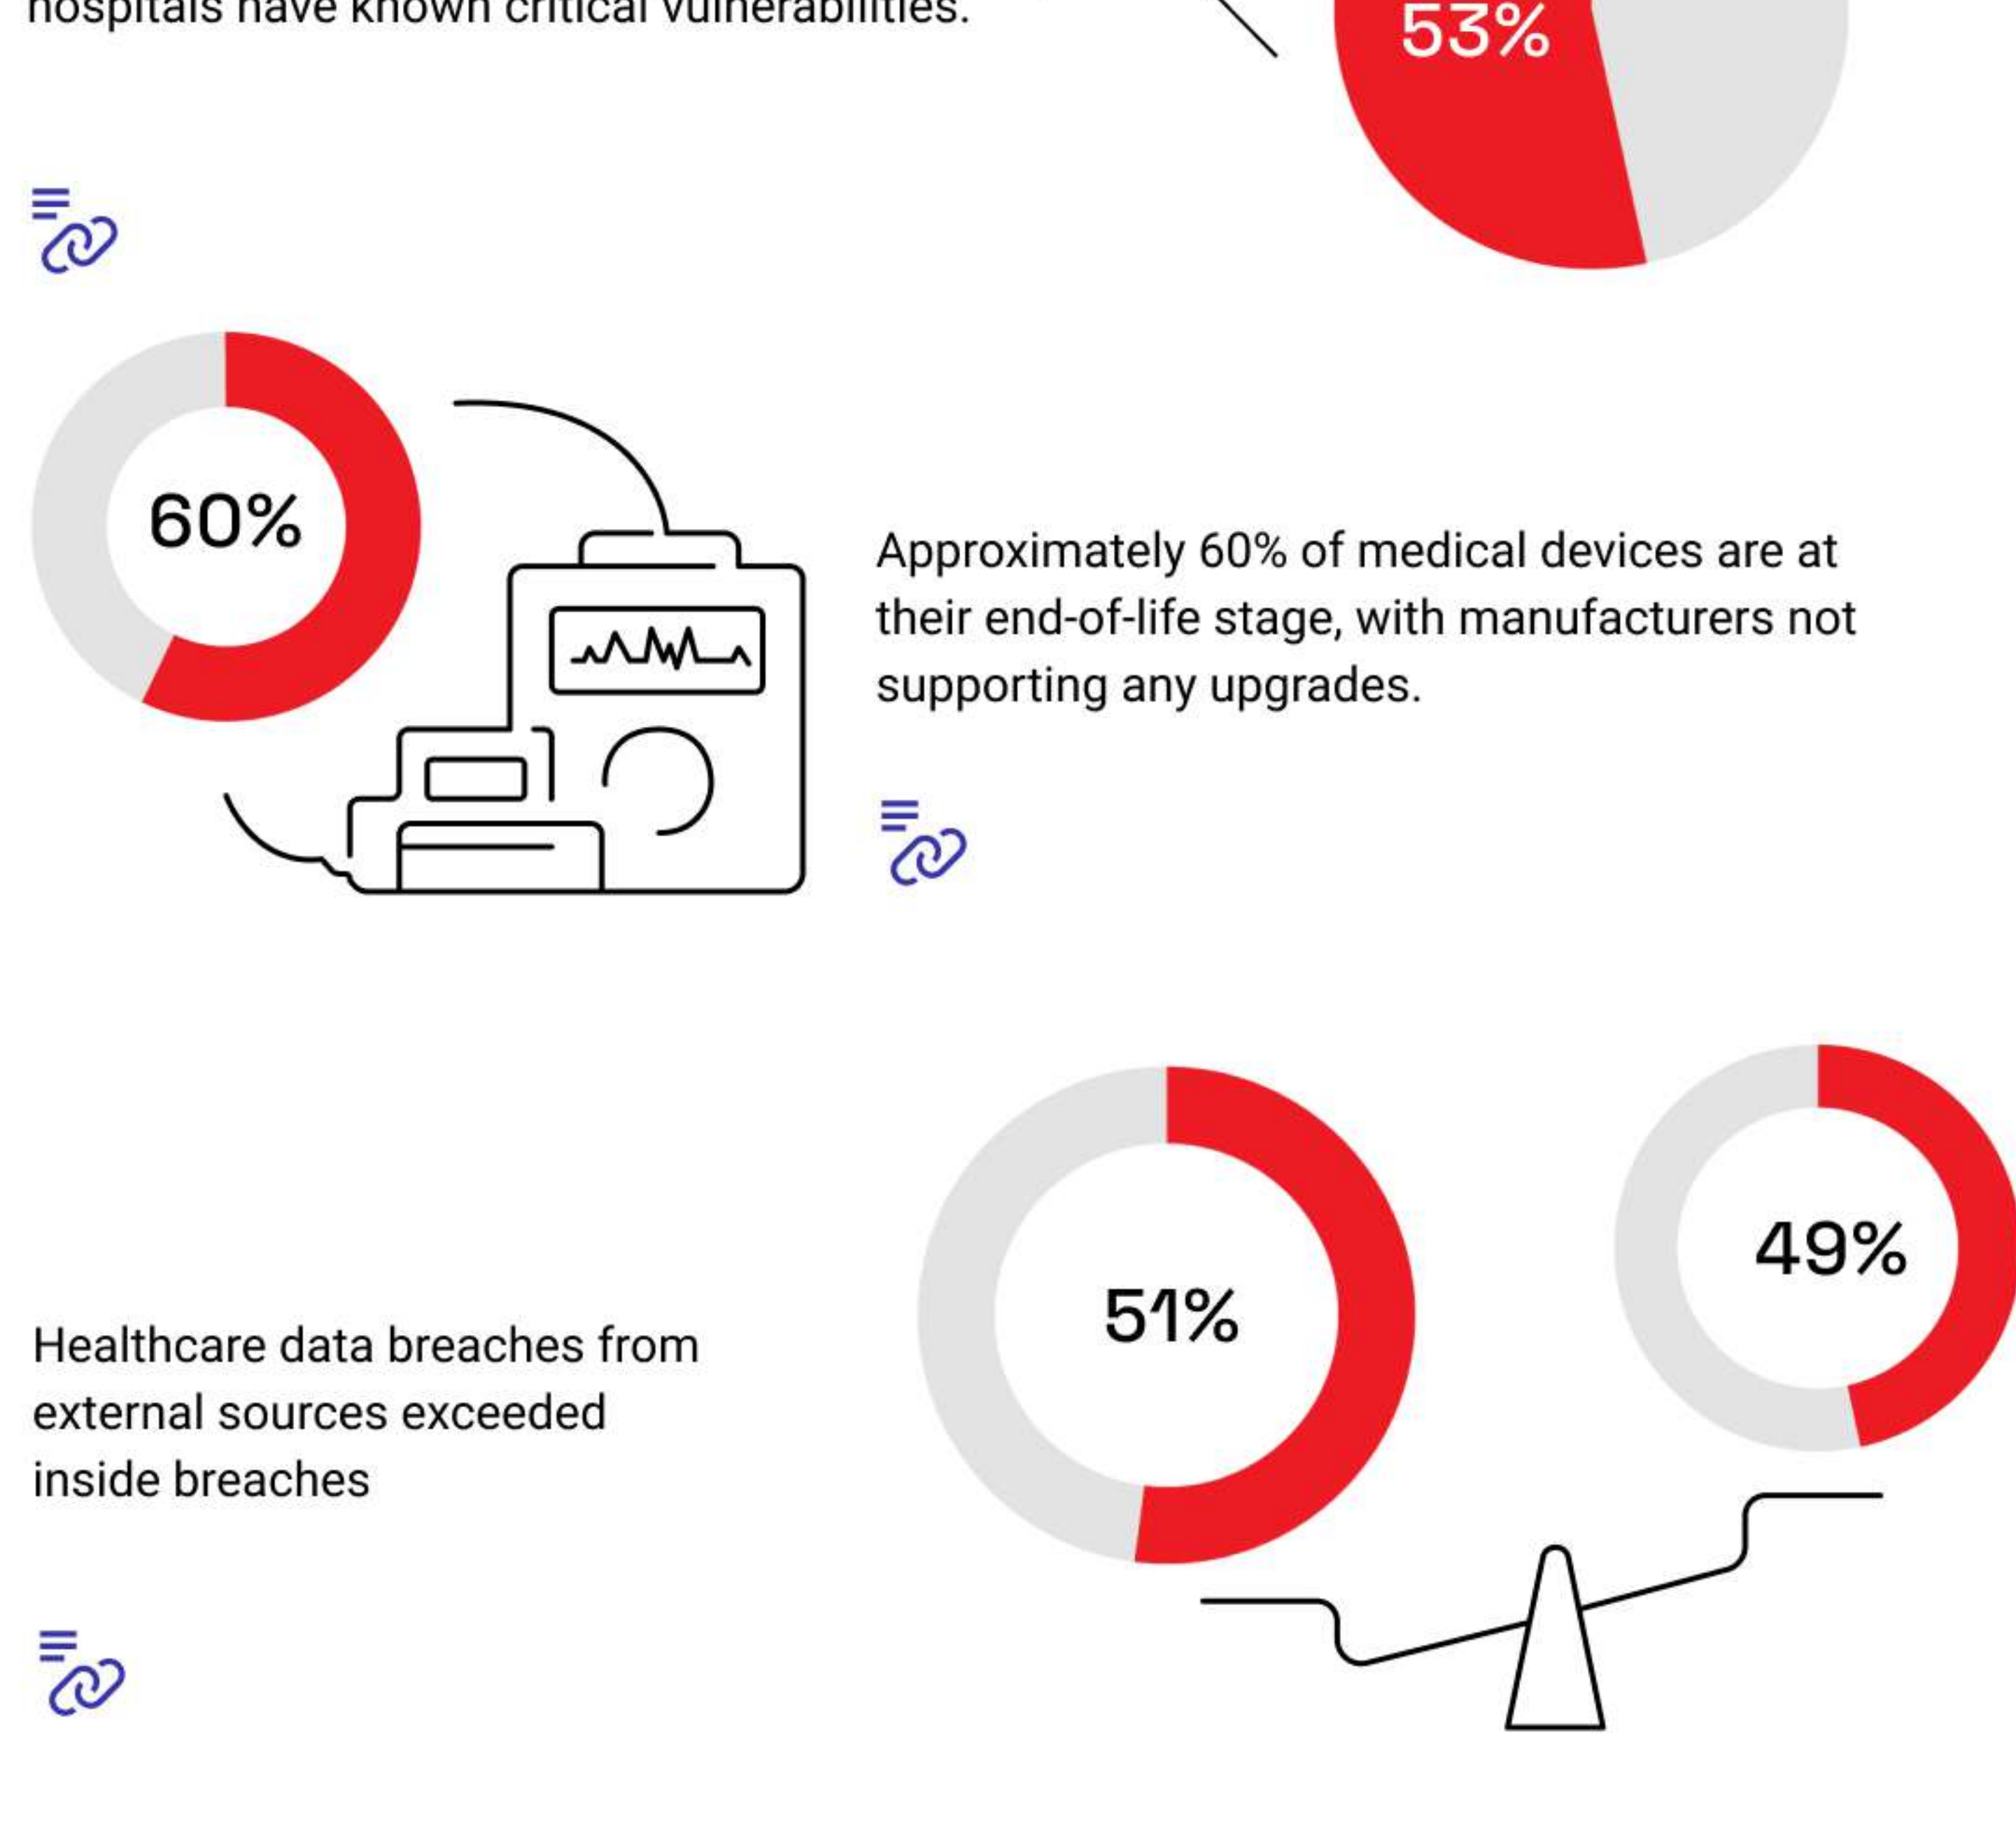 hospitals have known critical vulnerabilities.
53%
60%
Approximately 60% of medical devices are at
their end-of-life stage, with manufacturers not
supporting any upgrades.
49%
51%
Healthcare data breaches from
external sources exceeded
inside breaches